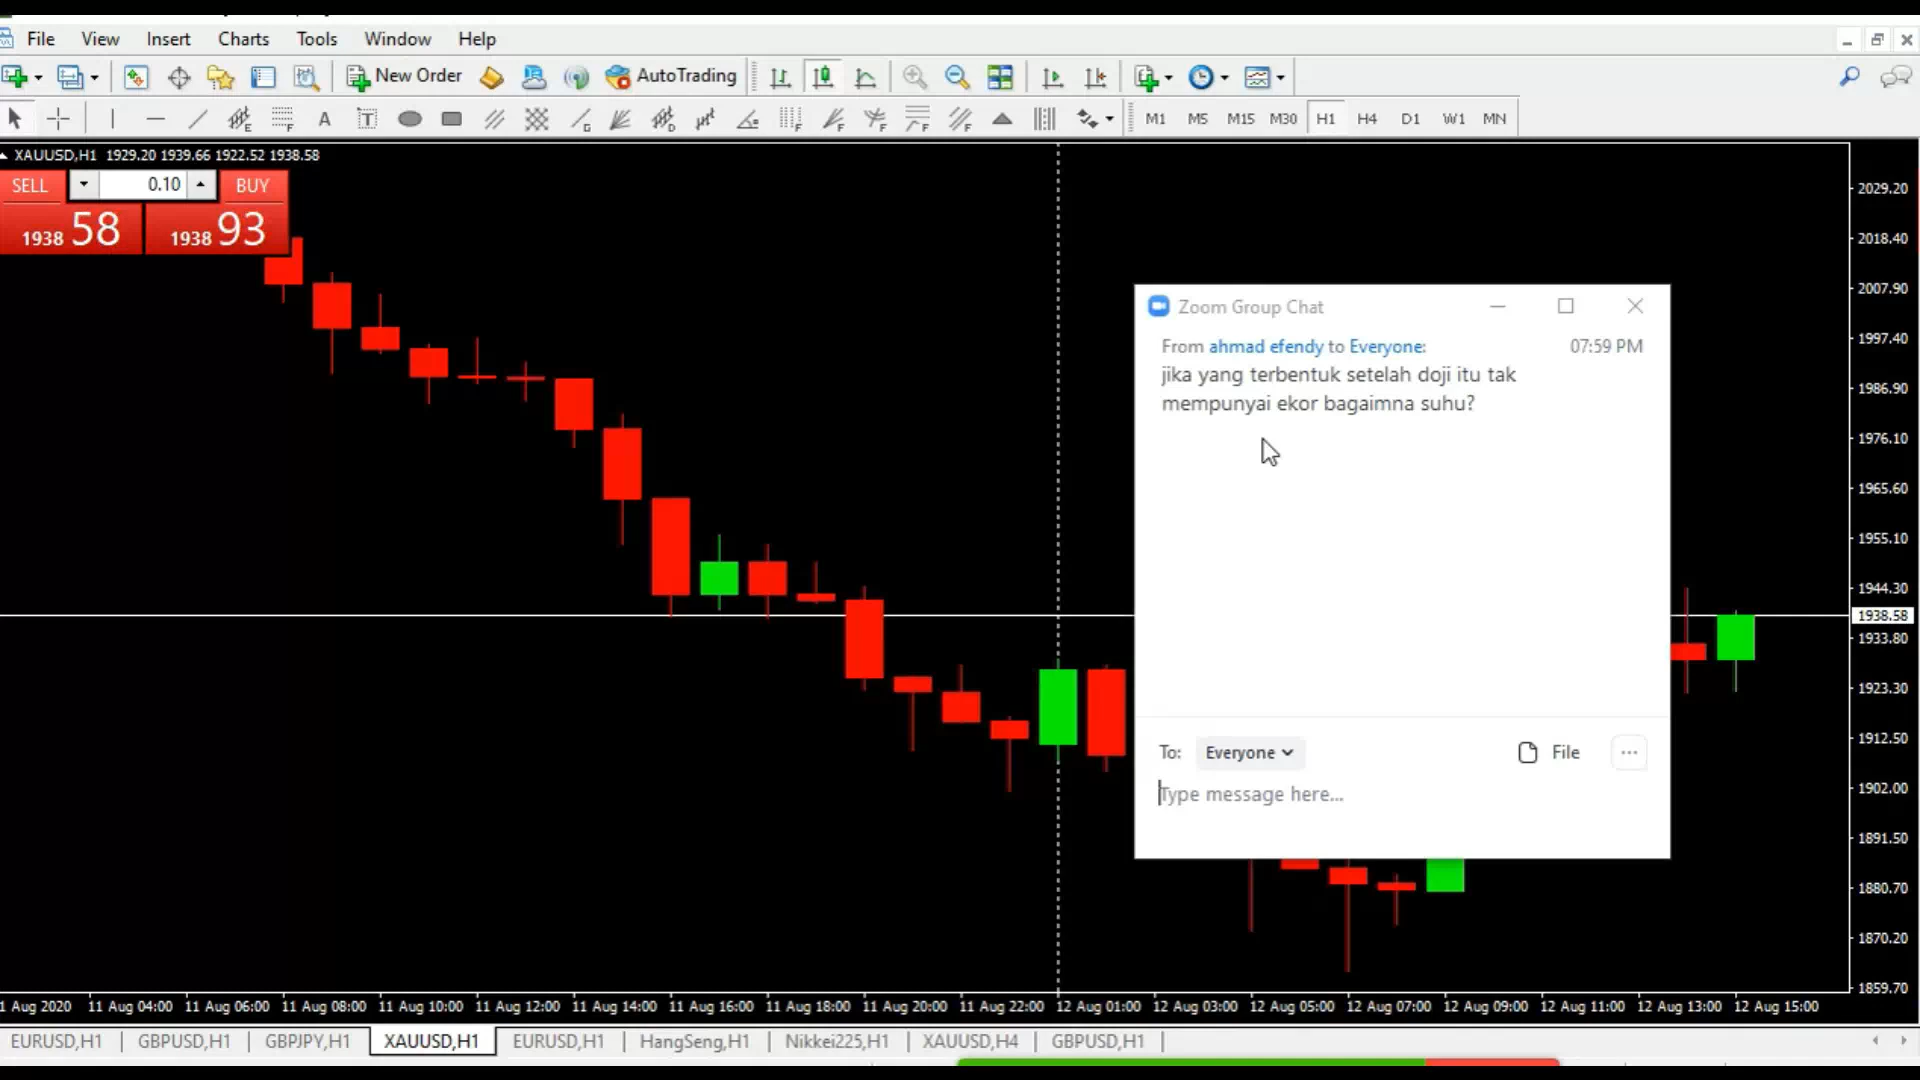 File View Insert Charts Tools Window Help
New Order AutoTrading
A T M1 M5 M15 M30 H1 H4 D1 W1 MN
XAUUSD,H1 1929.20 1939.66 1922.52 1938.58
SELL 0.10 BUY
1938 58 1938 93
2029.20
2018.40
2007.90
1997.40
1986.90
1976.10
1965.60
1955.10
1944.30
1938.58
1933.80
1923.30
1912.50
1902.00
1891.50
1880.70
1870.20
1859.70
Zoom Group Chat
From ahmad efendy to Everyone: 07:59 PM
jika yang terbentuk setelah doji itu tak
mempunyai ekor bagaimna suhu?
To: Everyone File
Type message here...
1 Aug 2020 11 Aug 04:00 11 Aug 06:00 11 Aug 08:00 11 Aug 10:00 11 Aug 12:00 11 Aug 14:00 11 Aug 16:00 11 Aug 18:00 11 Aug 20:00 11 Aug 22:00 12 Aug 01:00 12 Aug 03:00 12 Aug 05:00 12 Aug 07:00 12 Aug 09:00 12 Aug 11:00 12 Aug 13:00 12 Aug 15:00
EURUSD,H1 GBPUSD,H1 GBPJPY,H1 XAUUSD,H1 EURUSD,H1 HangSeng,H1 Nikkei225,H1 XAUUSD,H4 GBPUSD,H1